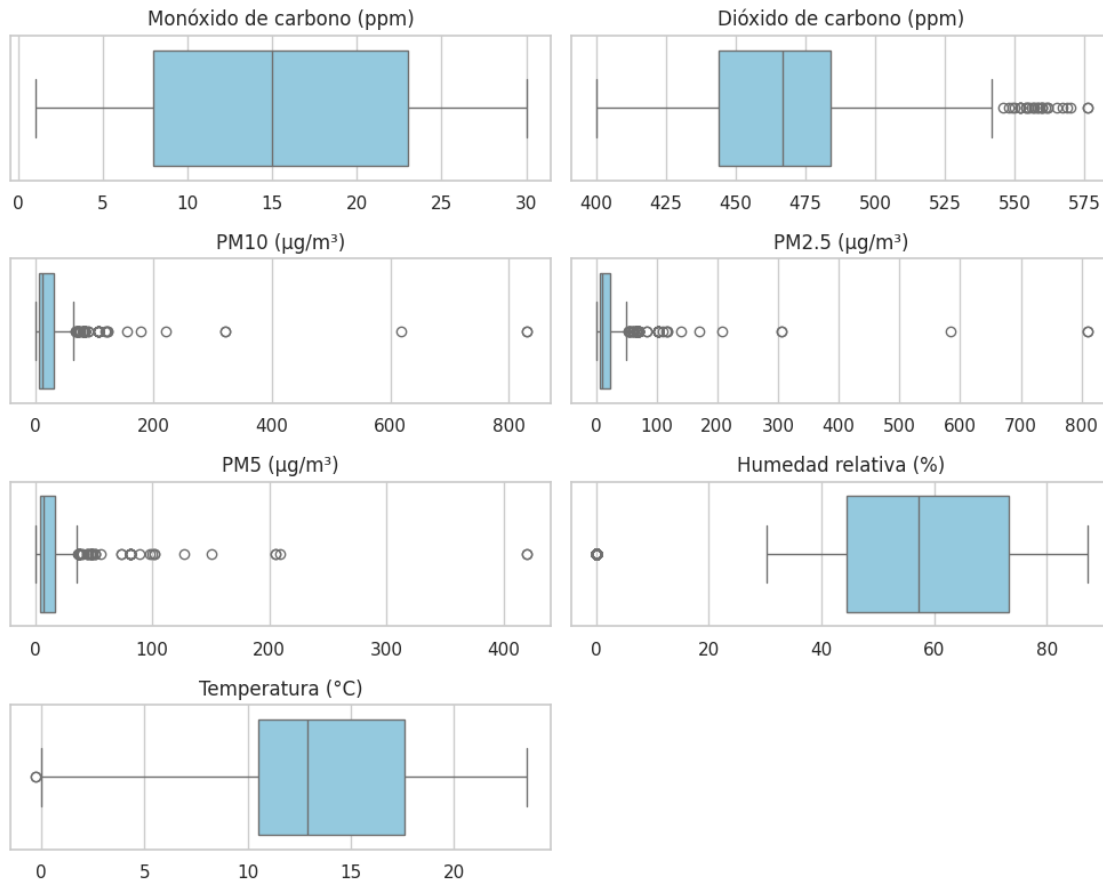 Monóxido de carbono (ppm)
0 5 10 15 20 25 30
Dióxido de carbono (ppm)
400 425 450 475 500 525 550 575
PM10 (µg/m³)
0 200 400 600 800
PM2.5 (µg/m³)
0 100 200 300 400 500 600 700 800
PM5 (µg/m³)
0 100 200 300 400
Humedad relativa (%)
0 20 40 60 80
Temperatura (°C)
0 5 10 15 20